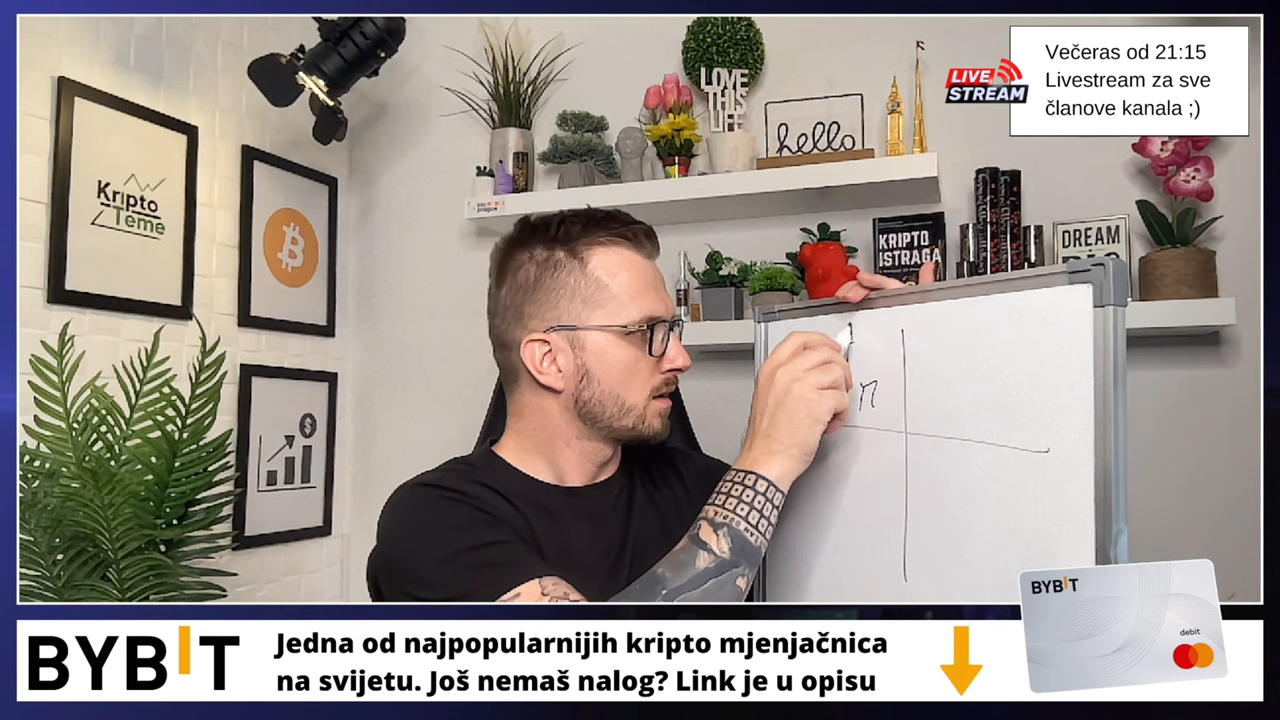 Večeras od 21:15
Livestream za sve
članove kanala ;)
LIVE
STREAM
LOVE
THIS
LIFE
hello
Kripto
Teme
KRIPTO
ISTRAGA
DREAM
BYBIT
Jedna od najpopularnijih kripto mjenjačnica
na svijetu. Još nemaš nalog? Link je u opisu
BYBIT
debit